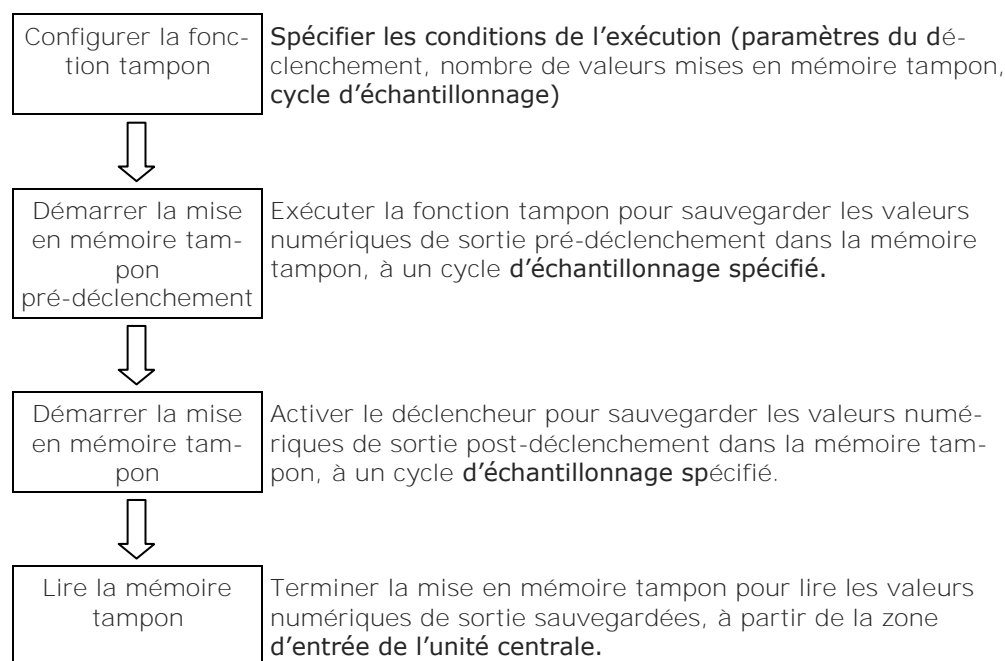 Configurer la fonc-
tion tampon
Spécifier les conditions de l’exécution (paramètres du dé-
clenchement, nombre de valeurs mises en mémoire tampon,
cycle d’échantillonnage)
Démarrer la mise
en mémoire tam-
pon
pré-déclenchement
Exécuter la fonction tampon pour sauvegarder les valeurs
numériques de sortie pré-déclenchement dans la mémoire
tampon, à un cycle d’échantillonnage spécifié.
Démarrer la mise
en mémoire tam-
pon
Activer le déclencheur pour sauvegarder les valeurs numé-
riques de sortie post-déclenchement dans la mémoire tam-
pon, à un cycle d’échantillonnage spécifié.
Lire la mémoire
tampon
Terminer la mise en mémoire tampon pour lire les valeurs
numériques de sortie sauvegardées, à partir de la zone
d’entrée de l’unité centrale.